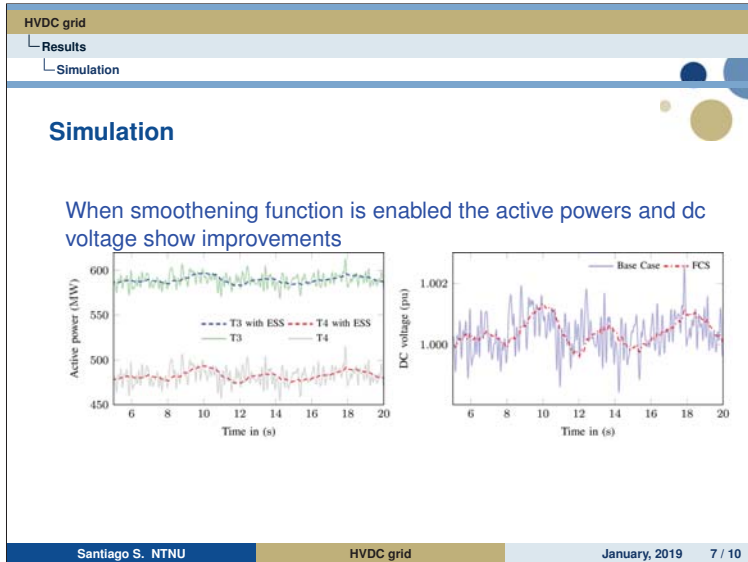 HVDC grid
Results
Simulation
Simulation
When smoothening function is enabled the active powers and dc
voltage show improvements
600
550
500
450
Active power (MW)
T3 with ESS
T4 with ESS
T3
T4
6 8 10 12 14 16 18 20
Time in (s)
1.002
1.000
DC voltage (pu)
Base Case
FCS
6 8 10 12 14 16 18 20
Time in (s)
Santiago S. NTNU
HVDC grid
January, 2019 7 / 10